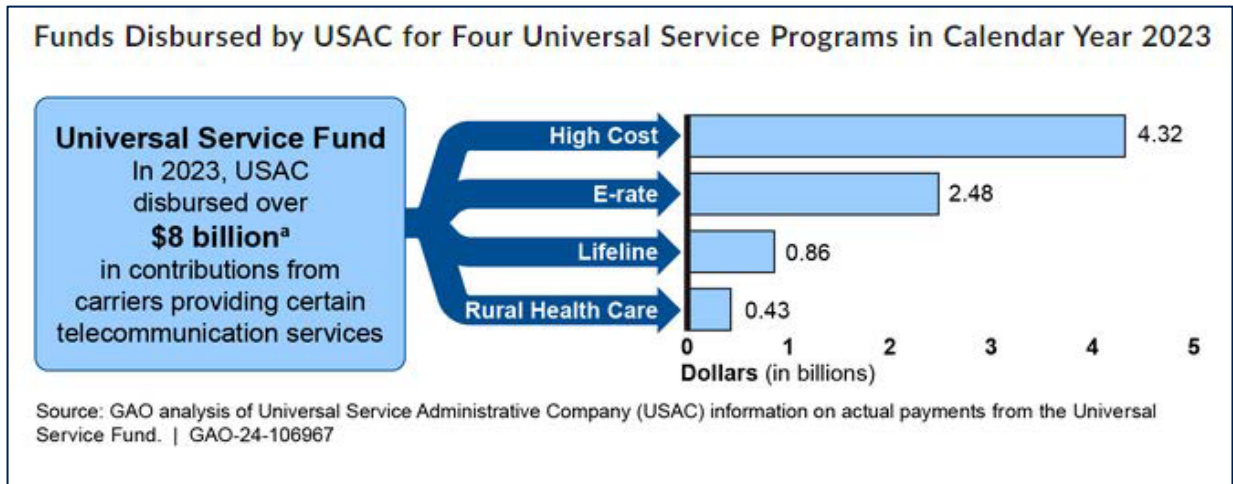 Funds Disbursed by USAC for Four Universal Service Programs in Calendar Year 2023
Universal Service Fund
In 2023, USAC
disbursed over
$8 billionᵃ
in contributions from
carriers providing certain
telecommunication services
High Cost
4.32
E-rate
2.48
Lifeline
0.86
Rural Health Care
0.43
0 1 2 3 4 5
Dollars (in billions)
Source: GAO analysis of Universal Service Administrative Company (USAC) information on actual payments from the Universal
Service Fund. | GAO-24-106967